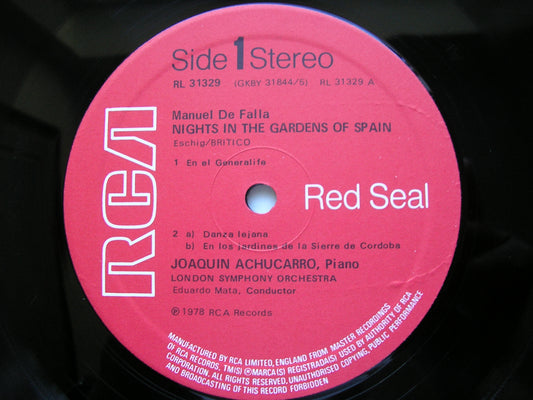 Side 1 Stereo
RL 31329 (GKBY 31844/5) RL 31329 A
Manuel De Falla
NIGHTS IN THE GARDENS OF SPAIN
Eschig/BRITICO
1 En el Generalife
RCA
Red Seal
2 a) Danza lejana
b) En los jardines de la Sierre de Cordoba
JOAQUIN ACHUCARRO, Piano
LONDON SYMPHONY ORCHESTRA
Eduardo Mata, Conductor
℗ 1978 RCA Records
MANUFACTURED BY RCA LIMITED, ENGLAND FROM MASTER RECORDINGS
OF RCA RECORDS, TM(S) ® MARCA(S) REGISTRADA(S) USED BY AUTHORITY OF RCA
CORPORATION. ALL RIGHTS RESERVED, UNAUTHORISED COPYING, PUBLIC PERFORMANCE
AND BROADCASTING OF THIS RECORD FORBIDDEN